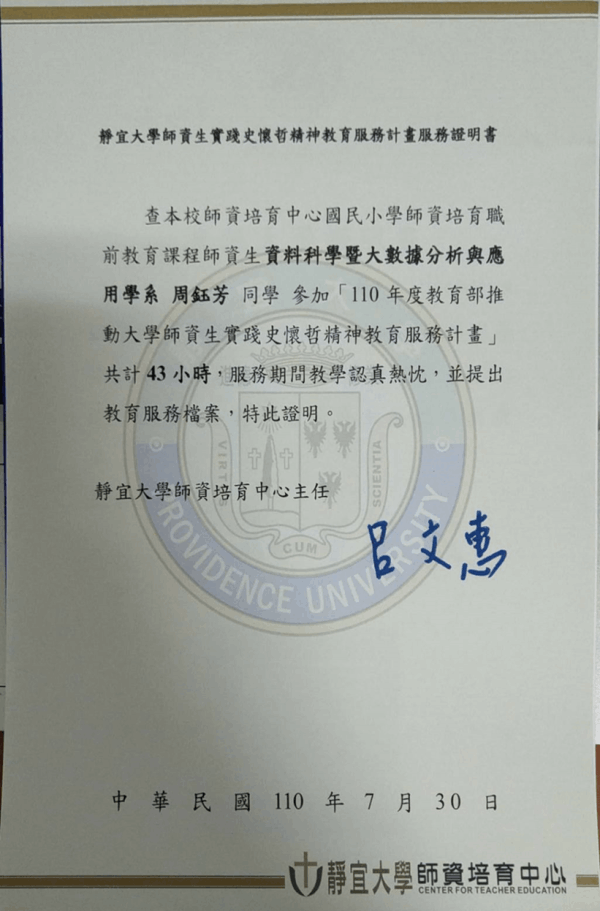 靜宜大學師資生實踐史懷哲精神教育服務計畫服務證明書
查本校師資培育中心國民小學師資培育職
前教育課程師資生資料科學暨大數據分析與應
用學系 周鈺芳 同學 參加「110 年度教育部推
動大學師資生實踐史懷哲精神教育服務計畫」
共計 43 小時，服務期間教學認真熱忱，並提出
教育服務檔案，特此證明。
靜宜大學師資培育中心主任
呂文惠
VIRTUS
CUM
SCIENTIA
PROVIDENCE UNIVERSITY
中華民國 110 年 7 月 30 日
靜宜大學 師資培育中心
CENTER FOR TEACHER EDUCATION